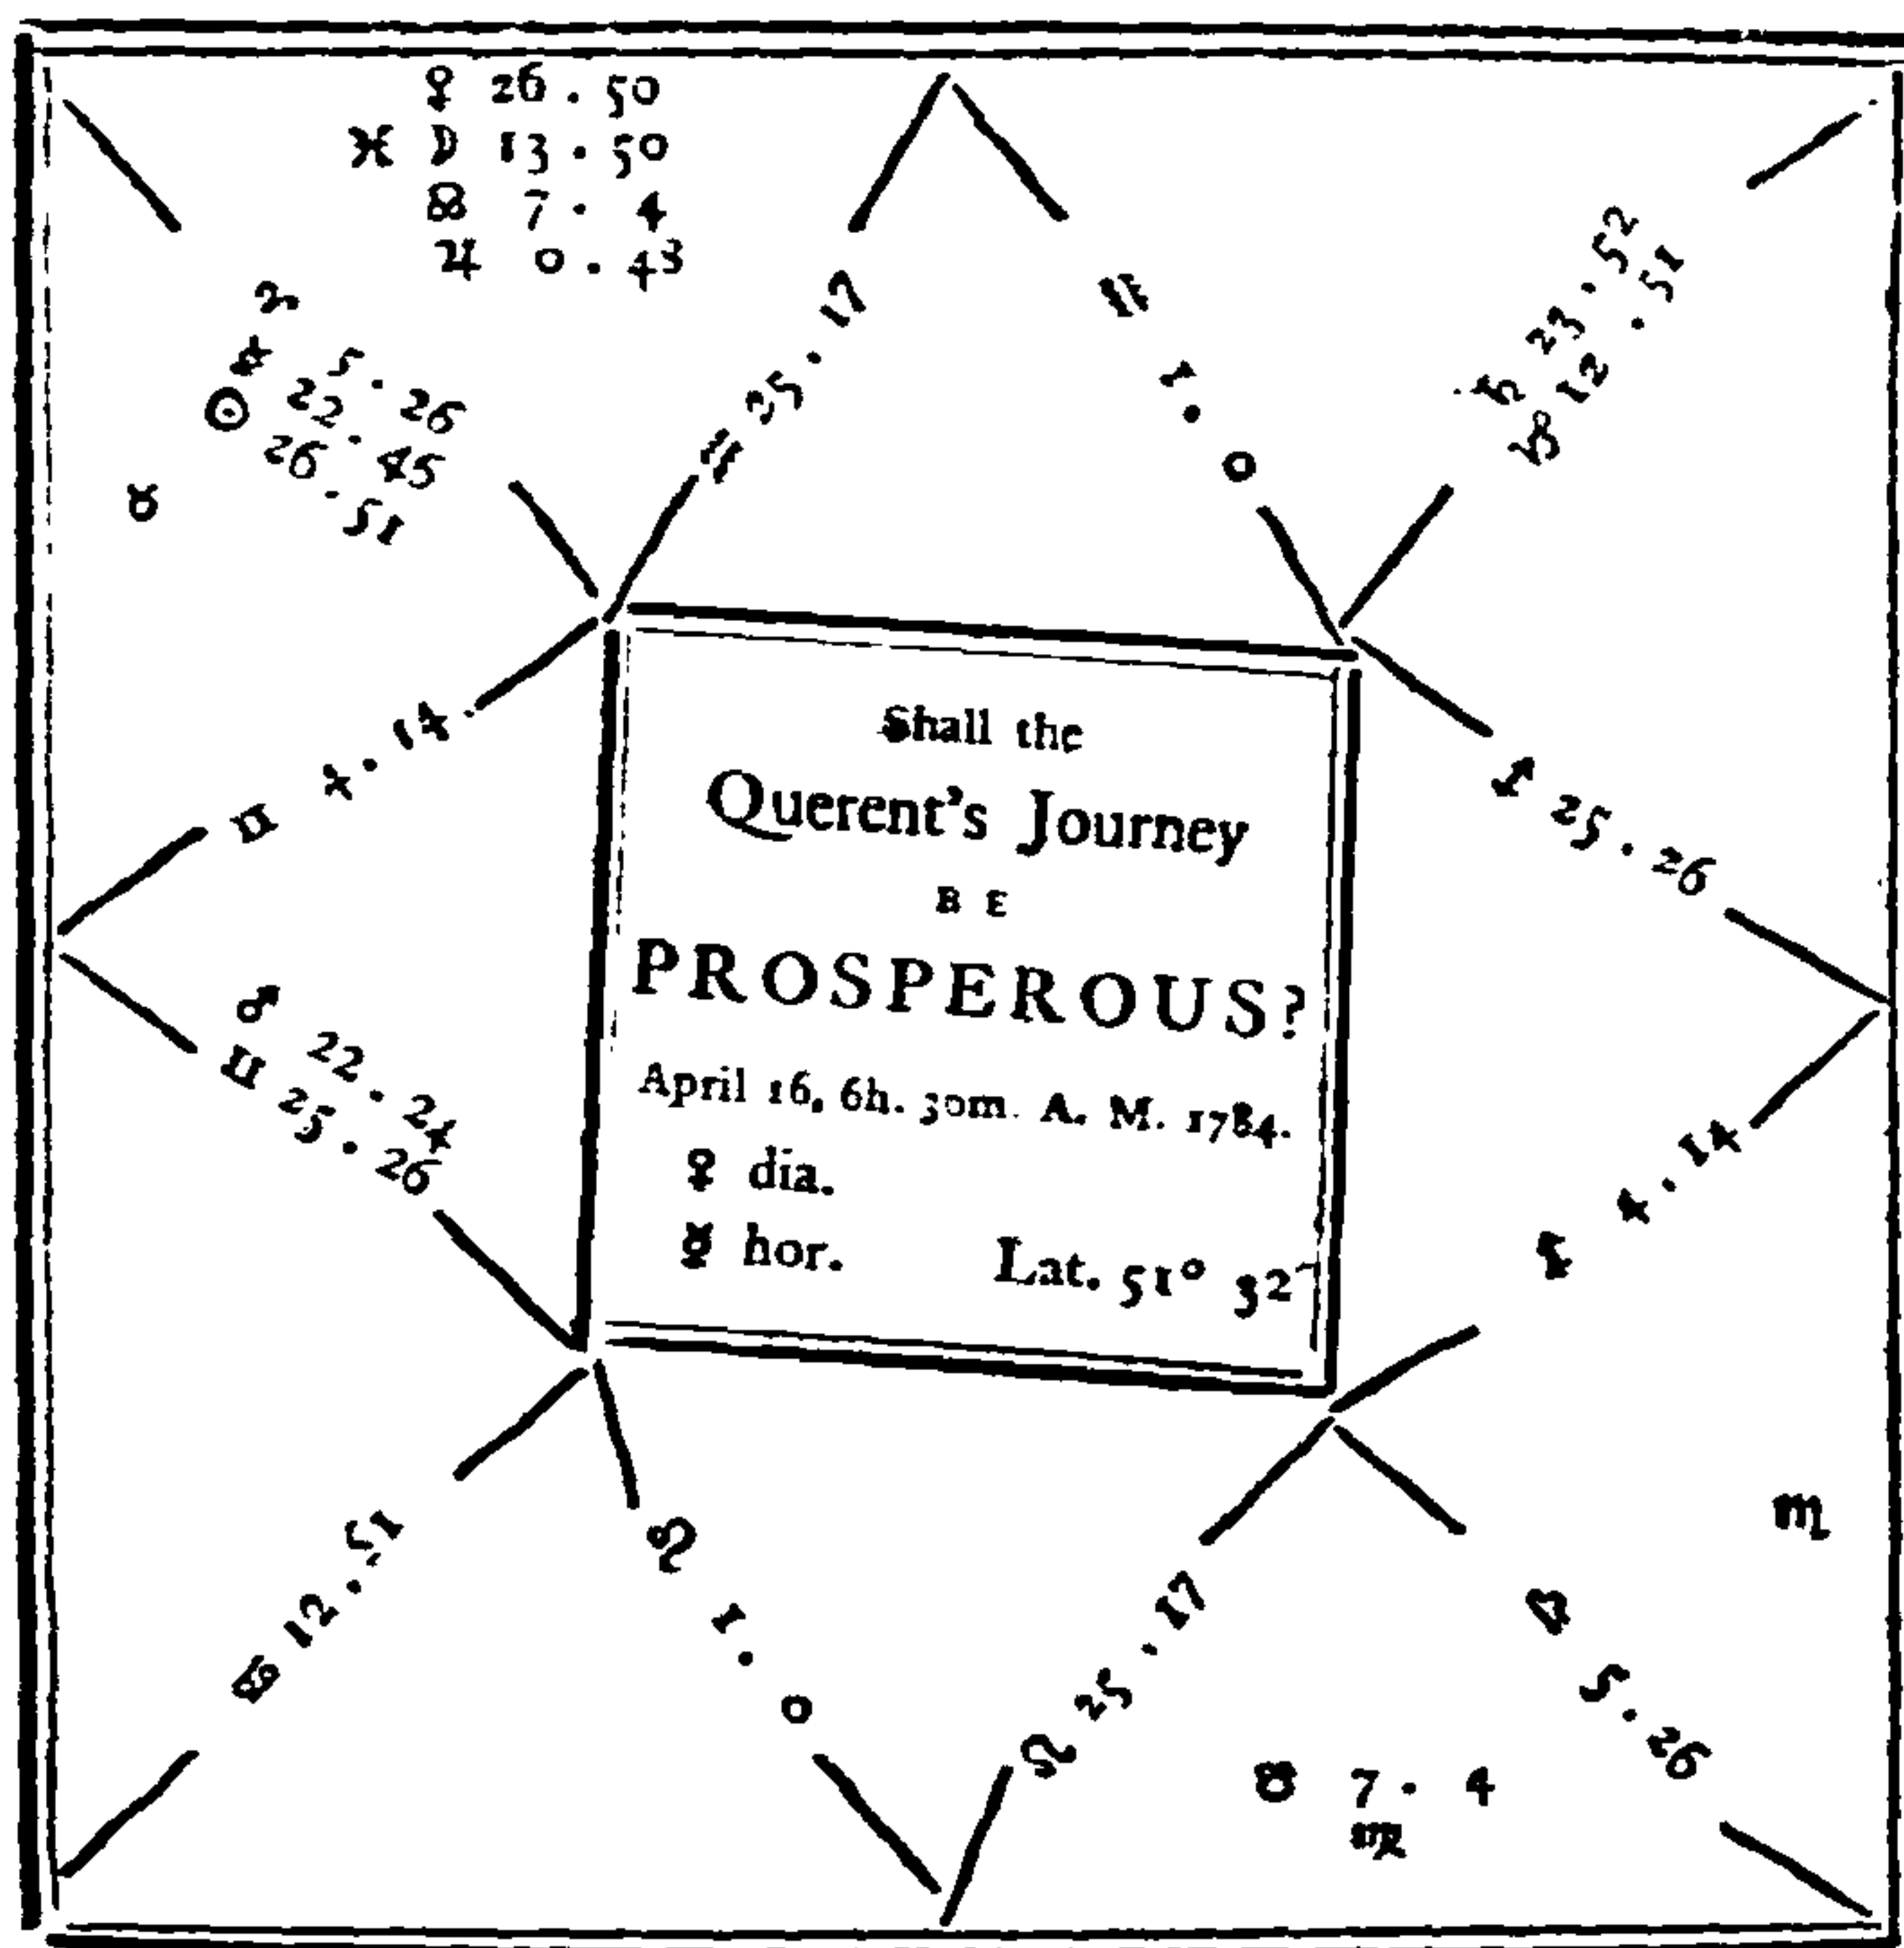 ♀ 26 . 50
♓ ☽ 13 . 50
☊ 7 . 4
♃ 0 . 43
♒ 25 . 17
♒ 1 . 0
♄ 23 . 52
♑ 12 . 51
5 . 26
☉ 22 . 45
26 . 51
♉
♊ 4 . 14
♐ 25 . 26
♂ 22 . 24
♊ 25 . 26
Shall the
Querent's Journey
BE
PROSPEROUS?
April 16, 6h. 30m. A. M. 1784.
♀ dia.
☿ hor.
Lat. 51° 32′
4 . 14
♏
♋ 12 . 51
♌ 1 . 0
♌ 25 . 17
♎ 5 . 26
☋ 7 . 4
♍